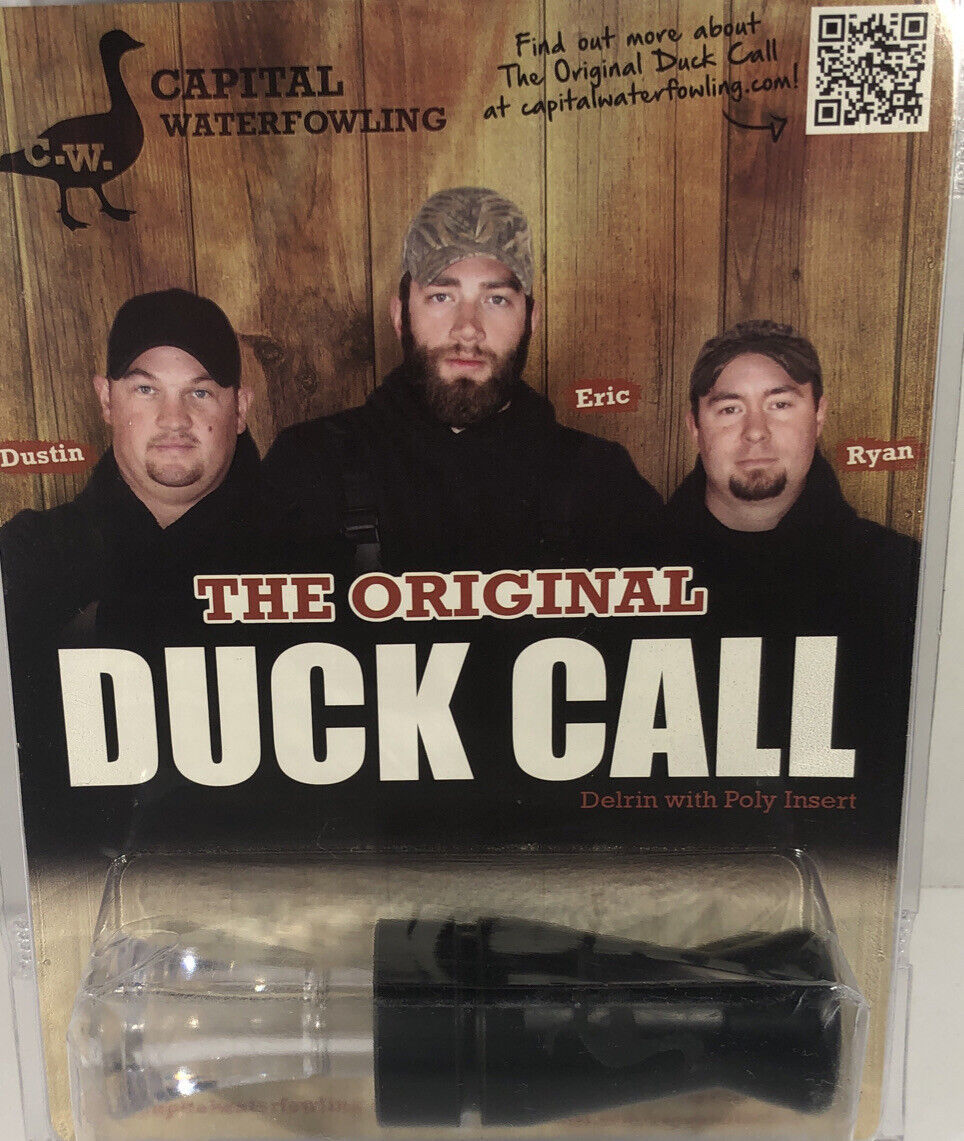 CAPITAL
WATERFOWLING
C.W.
Find out more about
The Original Duck Call
at capitalwaterfowling.com!
Eric
Dustin
Ryan
THE ORIGINAL
DUCK CALL
Delrin with Poly Insert